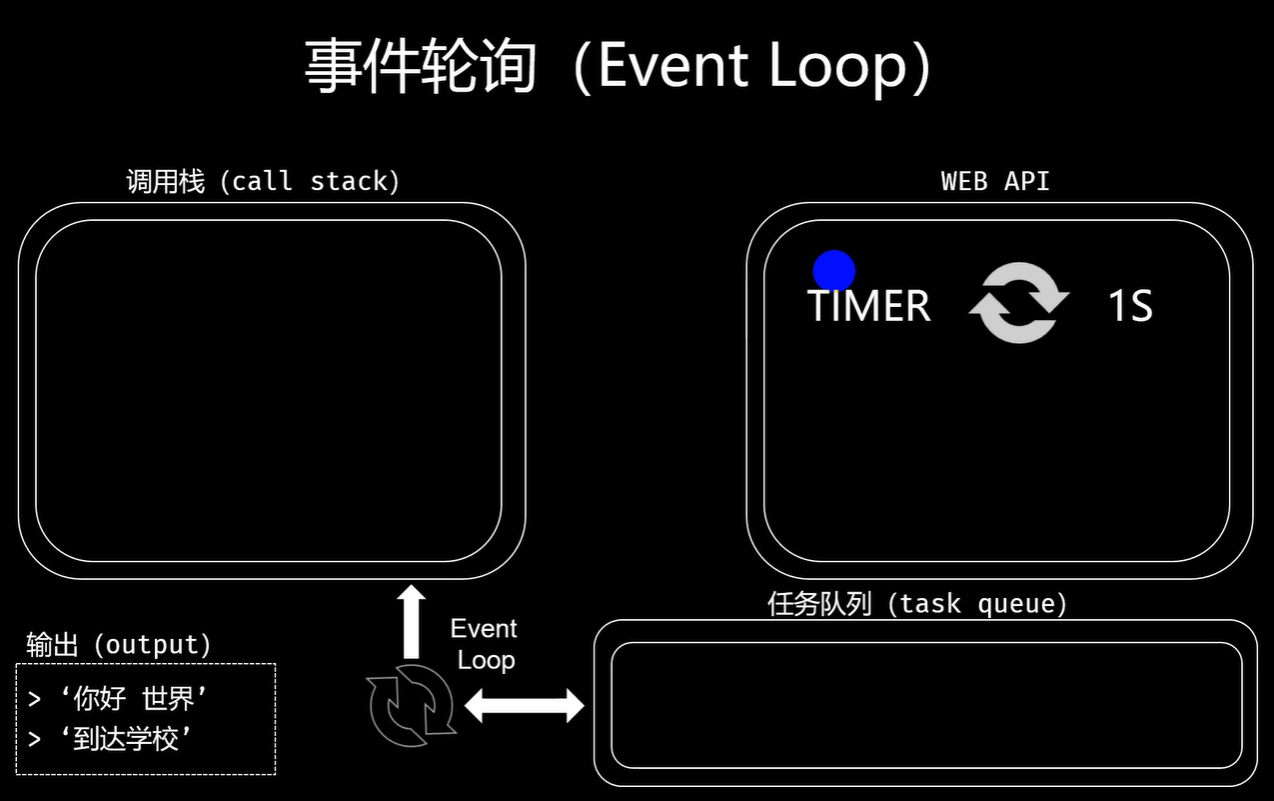 事件轮询（Event Loop）
调用栈（call stack）
WEB API
TIMER
1S
任务队列（task queue）
Event
Loop
输出（output）
> ‘你好 世界’
> ‘到达学校’